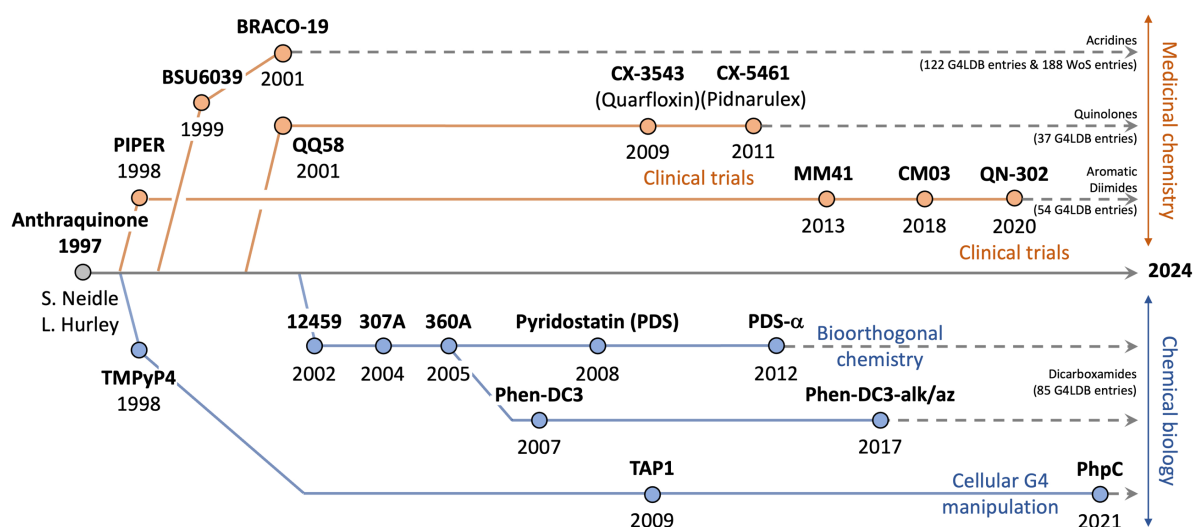 BRACO-19
2001
Acridines
(122 G4LDB entries & 188 WoS entries)
BSU6039
1999
CX-3543
(Quarfloxin)
2009
CX-5461
(Pidnarulex)
2011
Quinolones
(37 G4LDB entries)
QQ58
2001
Clinical trials
PIPER
1998
MM41
2013
CM03
2018
QN-302
2020
Aromatic
Diimides
(54 G4LDB entries)
Clinical trials
Medicinal chemistry
Anthraquinone
1997
S. Neidle
L. Hurley
2024
12459
2002
307A
2004
360A
2005
Pyridostatin (PDS)
2008
PDS-α
2012
Bioorthogonal
chemistry
TMPyP4
1998
Dicarboxamides
(85 G4LDB entries)
Phen-DC3
2007
Phen-DC3-alk/az
2017
TAP1
2009
Cellular G4
manipulation
PhpC
2021
Chemical biology